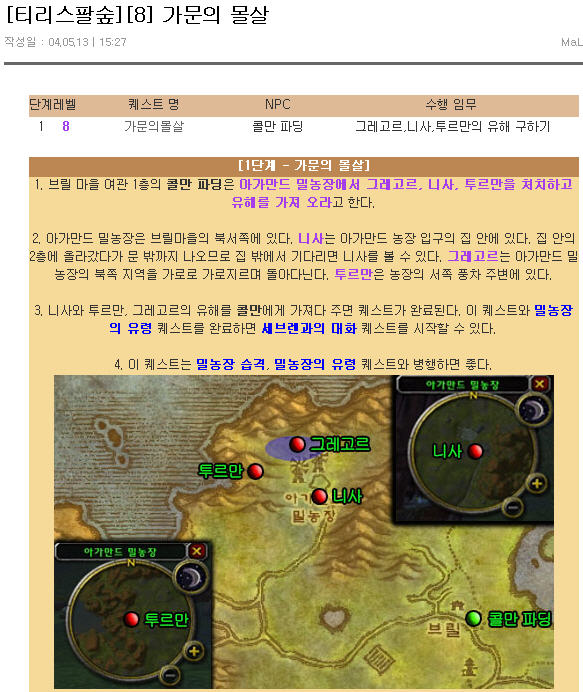 [티리스팔숲][8] 가문의 몰살
작성일 : 04,05,13 | 15:27 MaL
단계레벨 퀘스트 명 NPC 수행 임무
1 8 가문의몰살 콜만 파딩 그레고르,니사,투르만의 유해 구하기
[1단계 - 가문의 몰살]
1. 브릴 마을 여관 1층의 콜만 파딩은 아가만드 밀농장에서 그레고르, 니사, 투르만을 처치하고
유해를 가져 오라고 한다.
2. 아가만드 밀농장은 브릴마을의 북서쪽에 있다. 니사는 아가만드 농장 입구의 집 안에 있다. 집 안의
2층에 올라갔다가 문 밖까지 나오므로 집 밖에서 기다리면 니사를 볼 수 있다. 그레고르는 아가만드 밀
농장의 북쪽 지역을 가로로 가로지르며 돌아다닌다. 투르만은 농장의 서쪽 풍차 주변에 있다.
3. 니사와 투르만, 그레고르의 유해를 콜만에게 가져다 주면 퀘스트가 완료된다. 이 퀘스트와 밀농장
의 유령 퀘스트를 완료하면 세브렌과의 대화 퀘스트를 시작할 수 있다.
4. 이 퀘스트는 밀농장 습격, 밀농장의 유령 퀘스트와 병행하면 좋다.
아가만드 밀농장
N
니사
그레고르
투르만
니사
아가
밀농장
아가만드 밀농장
N
투르만
콜만 파딩
브릴